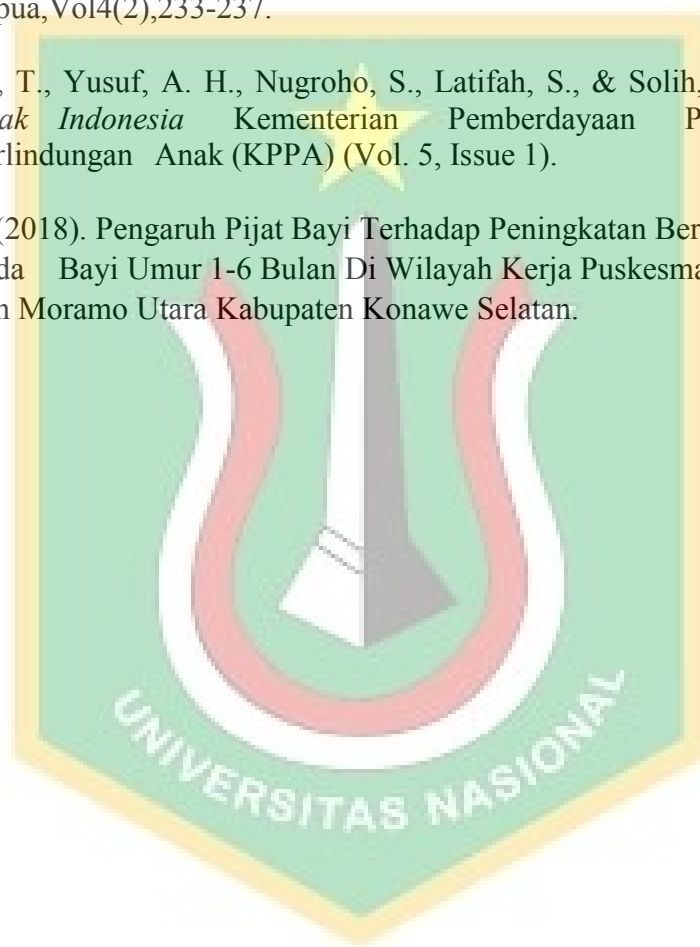 pua,Vol4(2),233-237.
, T., Yusuf, A. H., Nugroho, S., Latifah, S., & Solih,
ak Indonesia Kementerian Pemberdayaan P
rlindungan Anak (KPPA) (Vol. 5, Issue 1).
(2018). Pengaruh Pijat Bayi Terhadap Peningkatan Ber
da Bayi Umur 1-6 Bulan Di Wilayah Kerja Puskesma
n Moramo Utara Kabupaten Konawe Selatan.
UNIVERSITAS NASIONAL